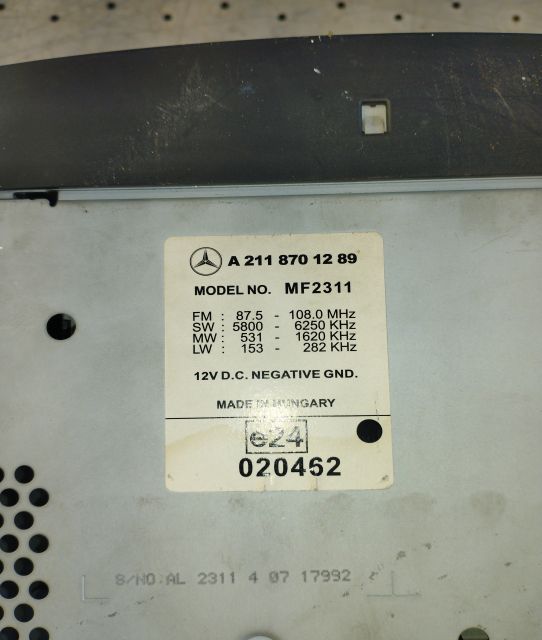 A 211 870 12 89
MODEL NO. MF2311
FM : 87.5 - 108.0 MHz
SW : 5800 - 6250 KHz
MW : 531 - 1620 KHz
LW : 153 - 282 KHz
12V D.C. NEGATIVE GND.
MADE IN HUNGARY
e24
020462
S/NO AL 2311 4 07 17992